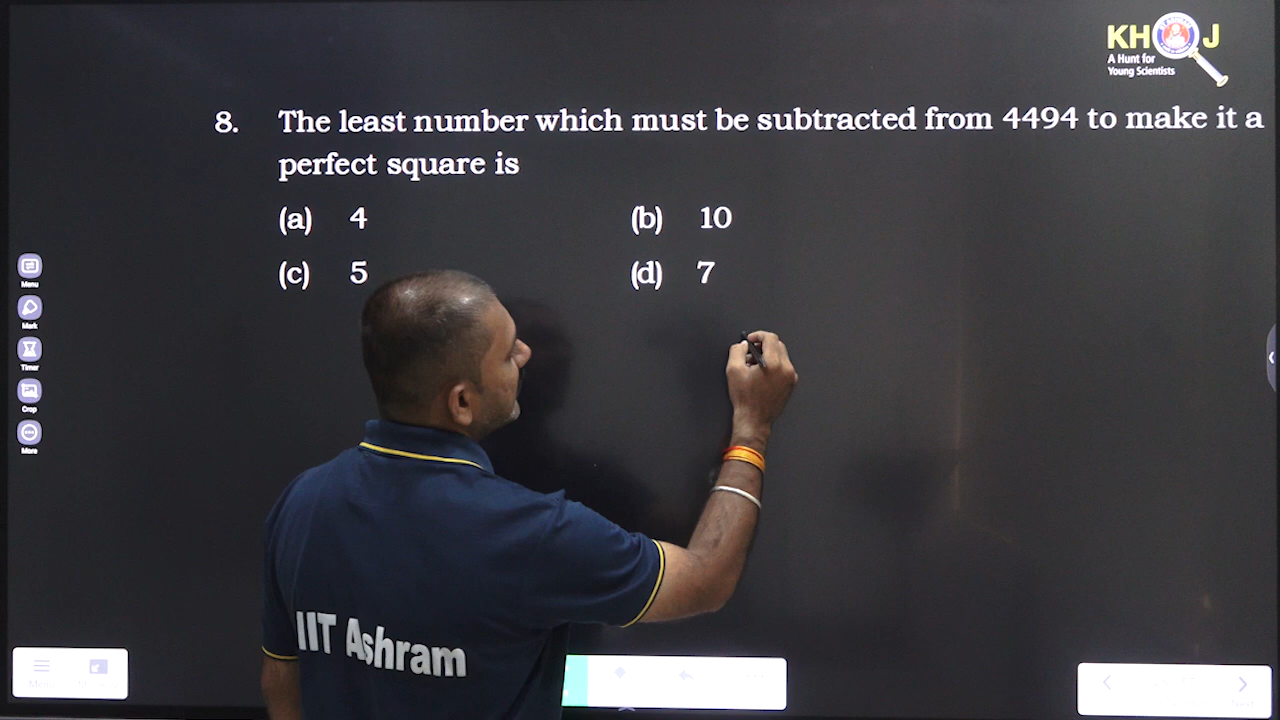 KH J
A Hunt for
Young Scientists
8. The least number which must be subtracted from 4494 to make it a
perfect square is
(a) 4 (b) 10
(c) 5 (d) 7
Menu
Mark
Timer
Crop
More
IIT Ashram